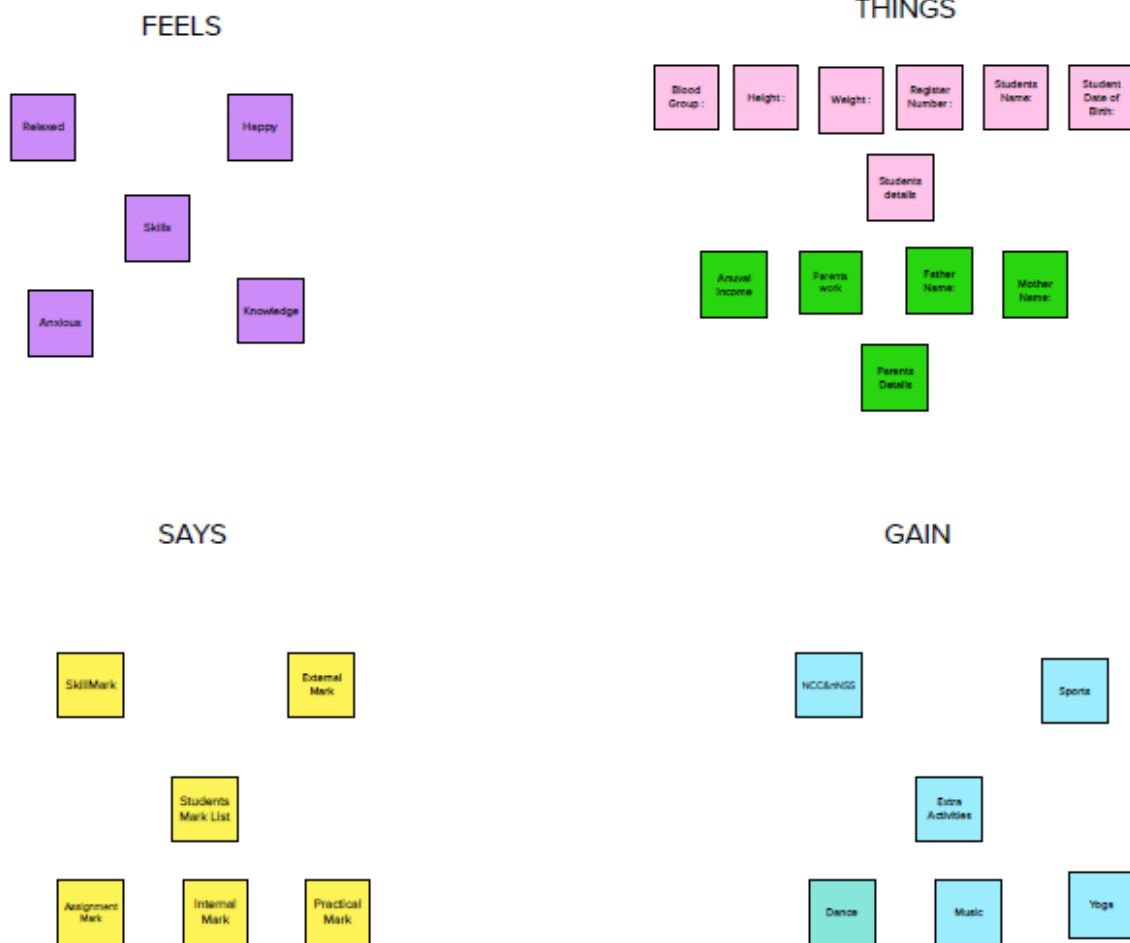 FEELS
THINGS
Relaxed
Happy
Skills
Anxious
Knowledge
Blood
Group :
Height :
Weight :
Register
Number :
Students
Name:
Student
Date of
Birth:
Students
details
Anuval
Income
Parents
work
Father
Name:
Mother
Name:
Parents
Details
SAYS
GAIN
SkillMark
External
Mark
Students
Mark List
Assignment
Mark
Internal
Mark
Practical
Mark
NCC&nNSS
Sports
Extra
Activities
Dance
Music
Yoga